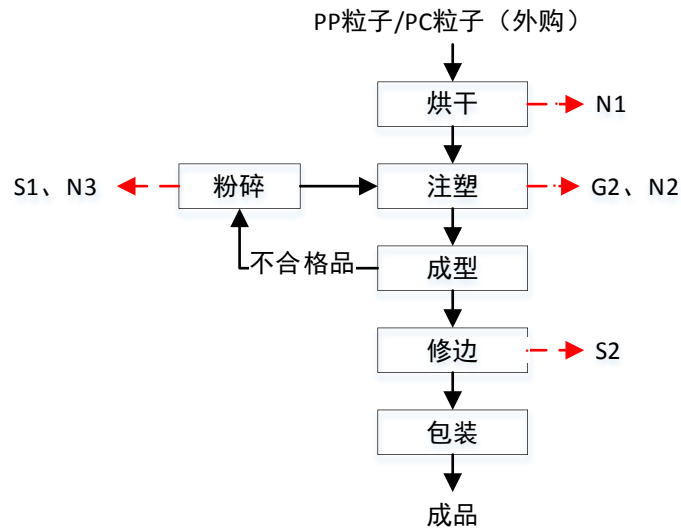 PP粒子/PC粒子（外购）
烘干
N1
S1、N3
粉碎
注塑
G2、N2
不合格品
成型
修边
S2
包装
成品